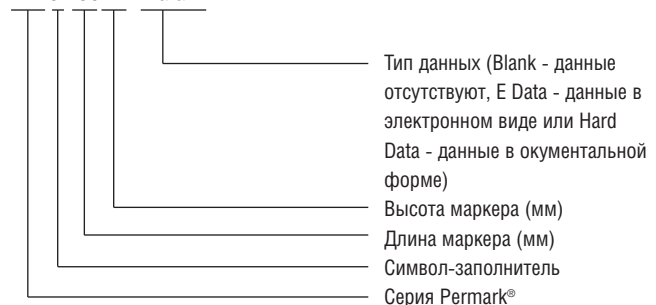 Тип данных (Blank - данные
отсутствуют, E Data - данные в
электронном виде или Hard
Data - данные в окументальной
форме)
Высота маркера (мм)
Длина маркера (мм)
Символ-заполнитель
Серия Permark®